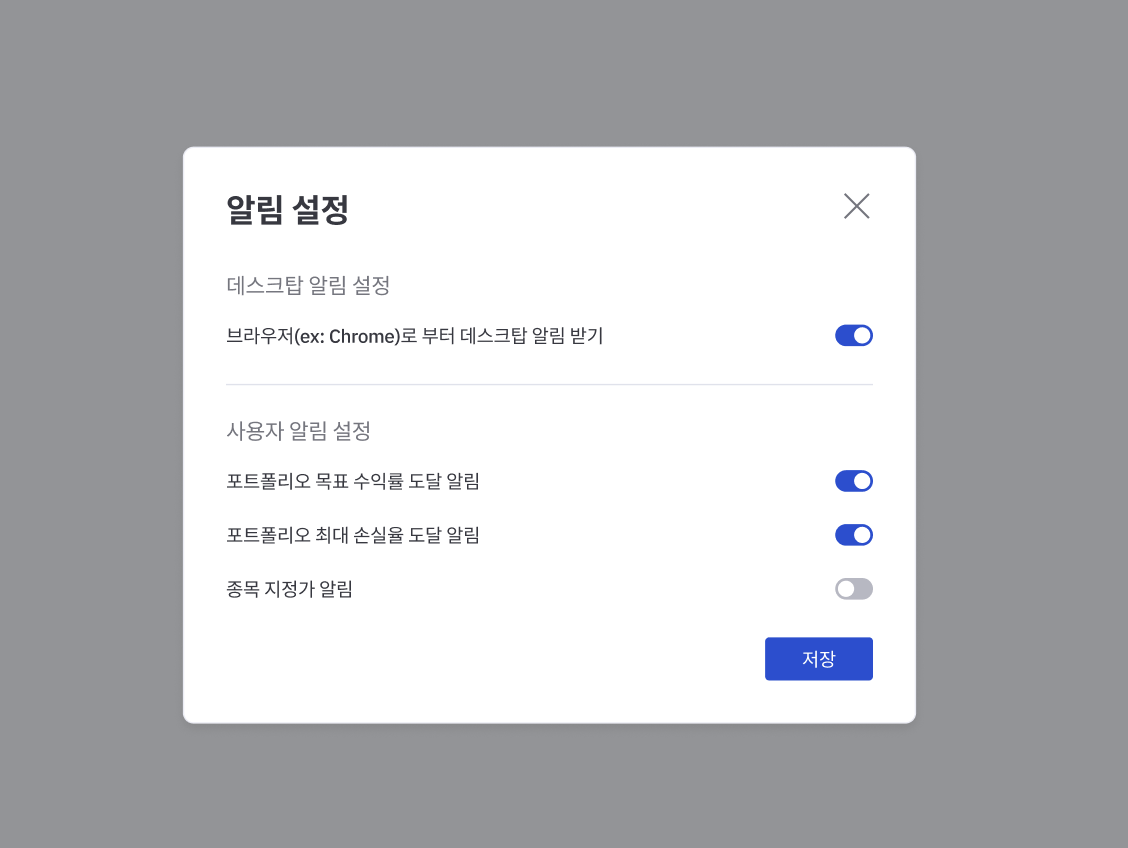 알림 설정
데스크탑 알림 설정
브라우저(ex: Chrome)로 부터 데스크탑 알림 받기
사용자 알림 설정
포트폴리오 목표 수익률 도달 알림
포트폴리오 최대 손실율 도달 알림
종목 지정가 알림
저장